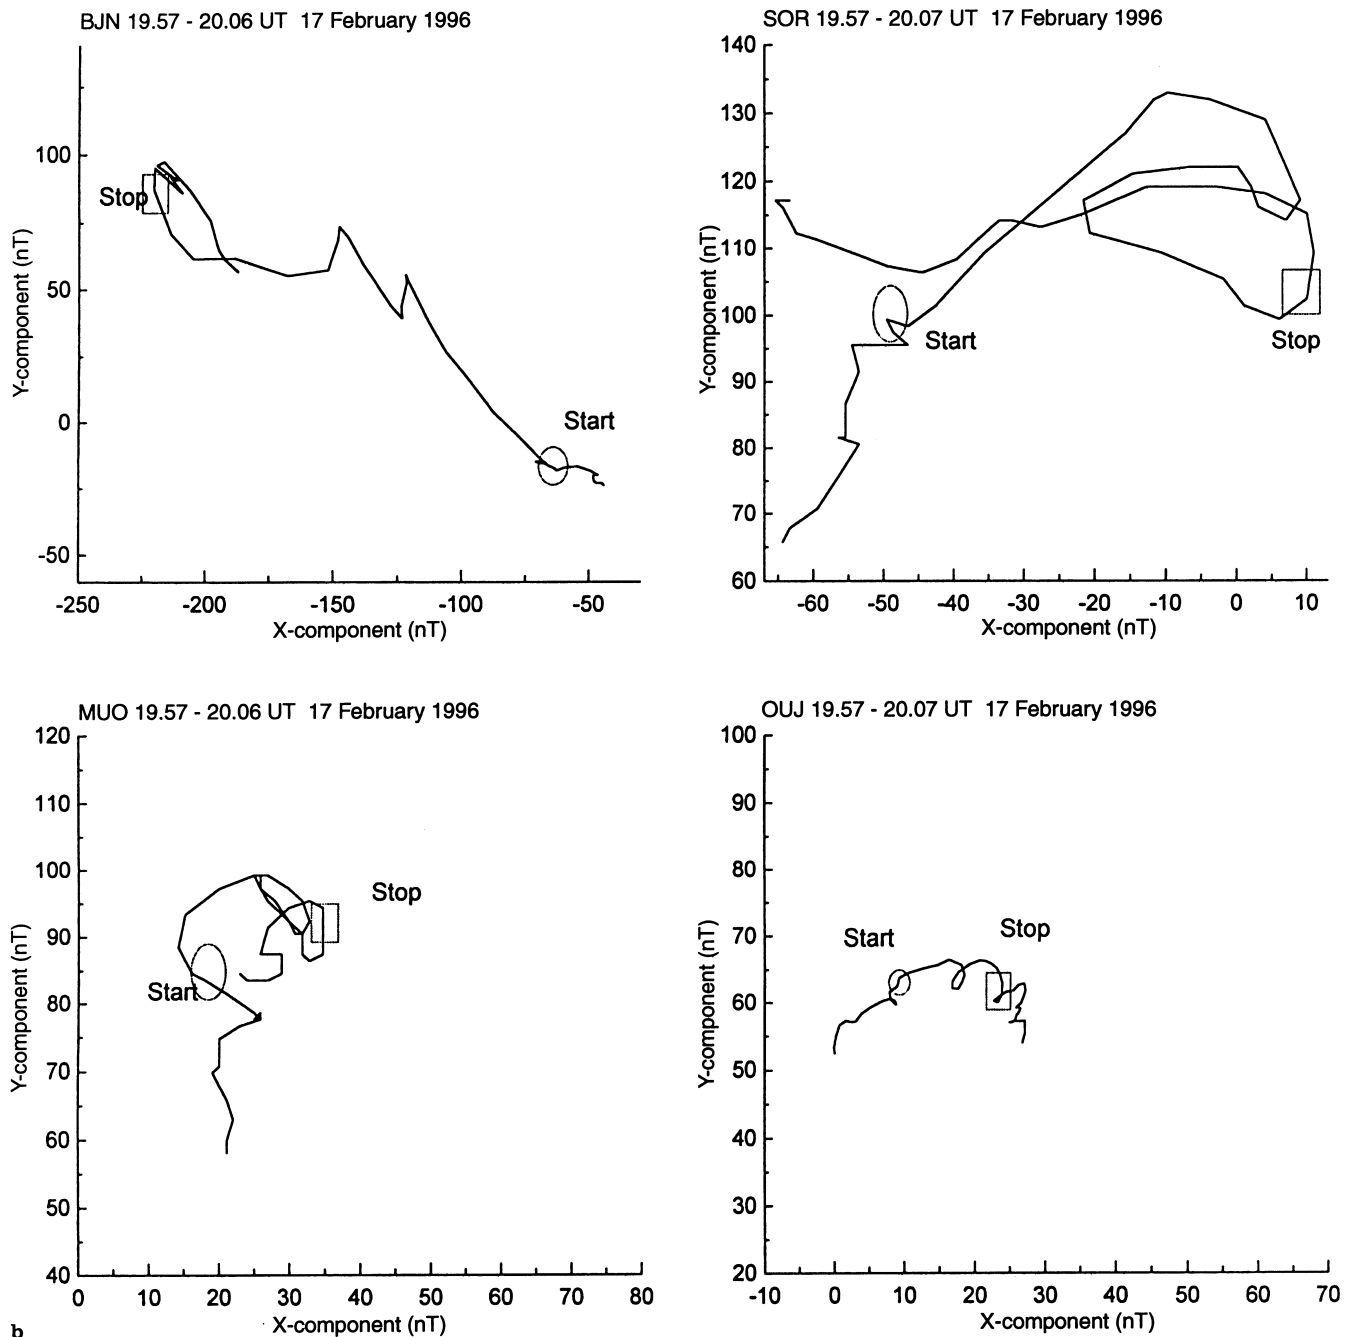 BJN 19.57 - 20.06 UT 17 February 1996
100
50
0
-50
Y-component (nT)
Stop
Start
-250 -200 -150 -100 -50
X-component (nT)
SOR 19.57 - 20.07 UT 17 February 1996
140
130
120
110
100
90
80
70
60
Y-component (nT)
Start
Stop
-60 -50 -40 -30 -20 -10 0 10
X-component (nT)
MUO 19.57 - 20.06 UT 17 February 1996
120
110
100
90
80
70
60
50
40
Y-component (nT)
Stop
Start
0 10 20 30 40 50 60 70 80
X-component (nT)
OUJ 19.57 - 20.07 UT 17 February 1996
100
90
80
70
60
50
40
30
20
Y-component (nT)
Start
Stop
-10 0 10 20 30 40 50 60 70
X-component (nT)
b